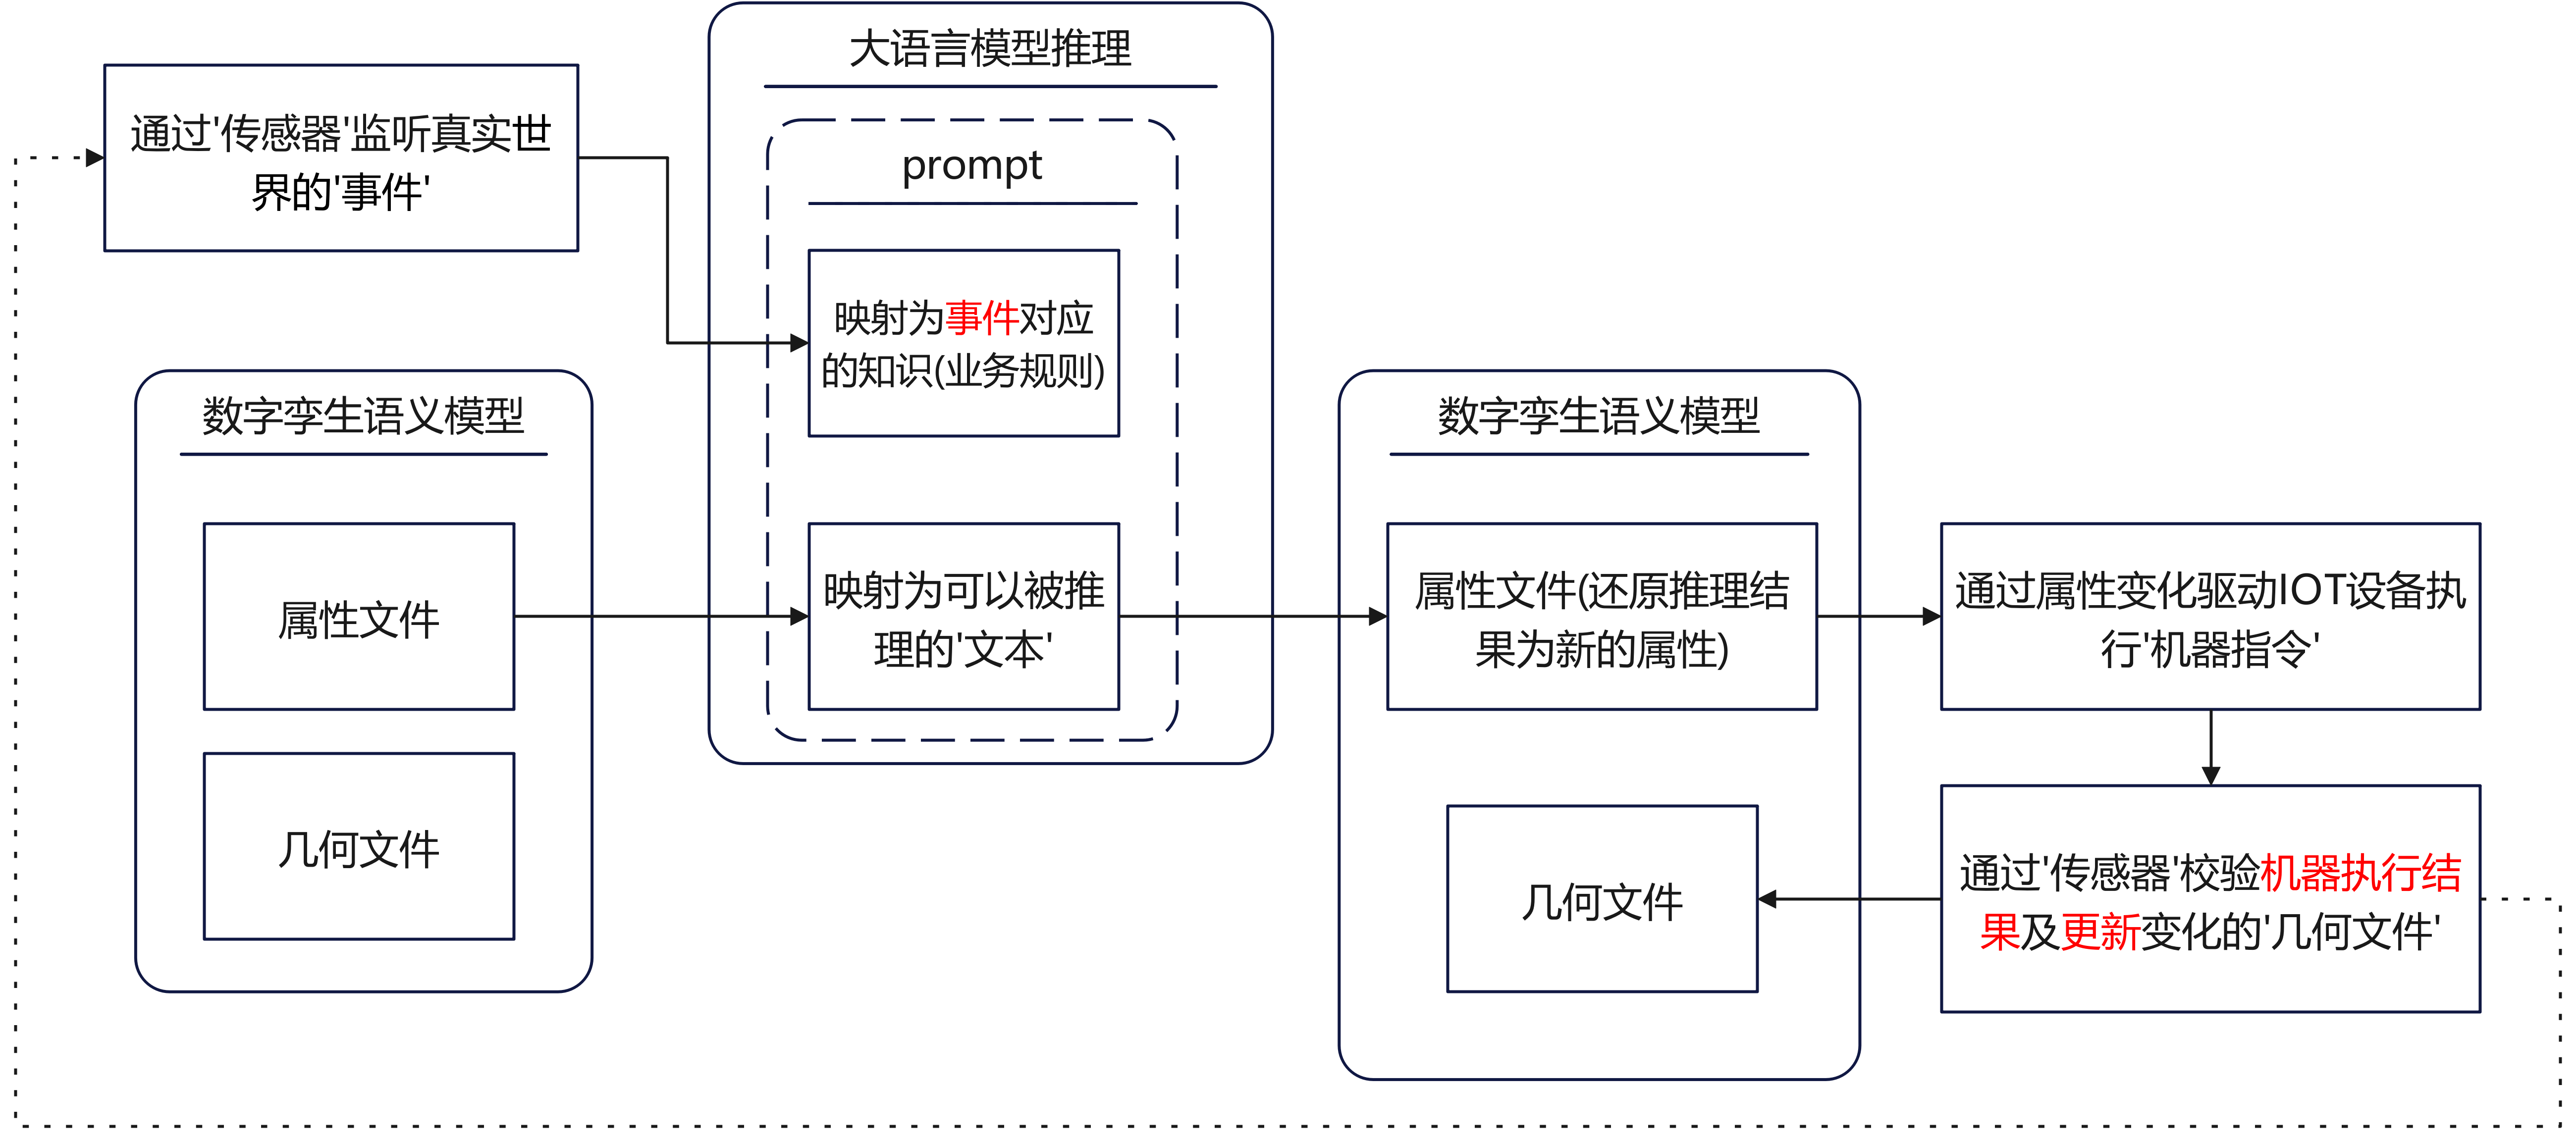 大语言模型推理
prompt
通过'传感器'监听真实世
界的'事件'
映射为事件对应
的知识(业务规则)
数字孪生语义模型
属性文件
几何文件
映射为可以被推
理的'文本'
数字孪生语义模型
属性文件(还原推理结
果为新的属性)
几何文件
通过属性变化驱动IOT设备执
行'机器指令'
通过'传感器'校验机器执行结
果及更新变化的'几何文件'